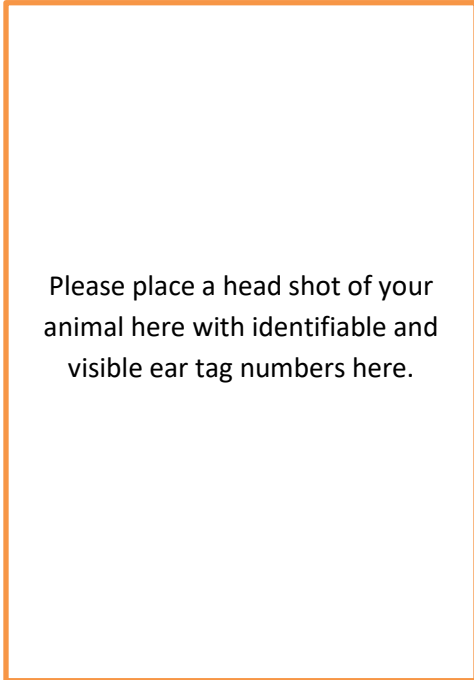 Please place a head shot of your
animal here with identifiable and
visible ear tag numbers here.